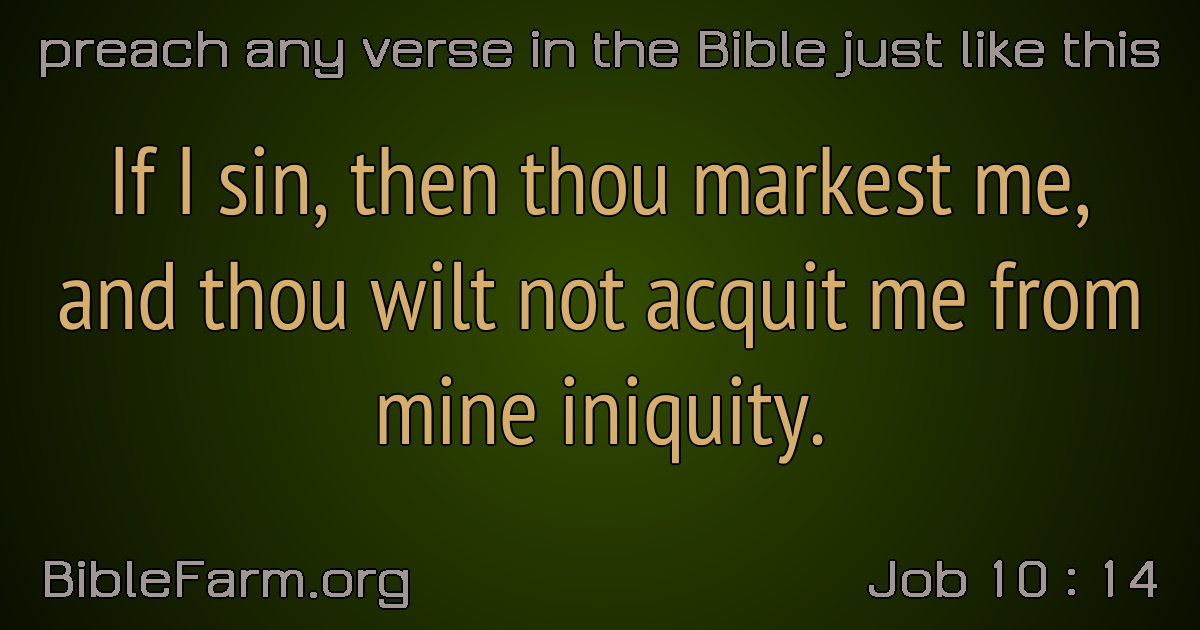 preach any verse in the Bible just like this
If I sin, then thou markest me,
and thou wilt not acquit me from
mine iniquity.
BibleFarm.org
Job 10 : 14